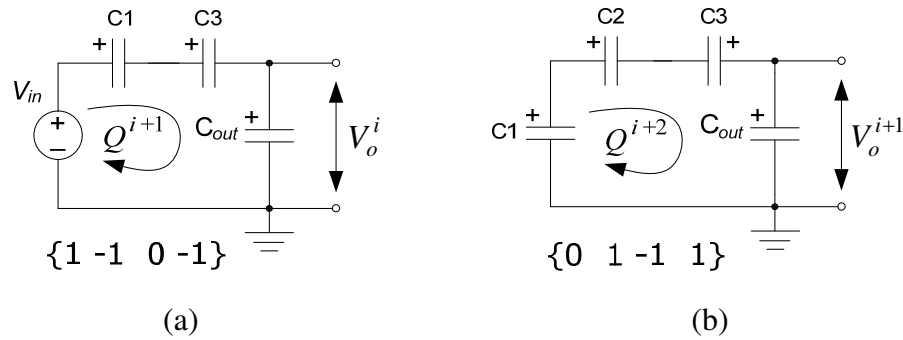 C1 C3
+ +
V_in
+
−
Q^{i+1}
C_out
+
V_o^i
{1 -1 0 -1}
(a)
C2 C3
+ +
C1
+
Q^{i+2}
C_out
+
V_o^{i+1}
{0 1 -1 1}
(b)